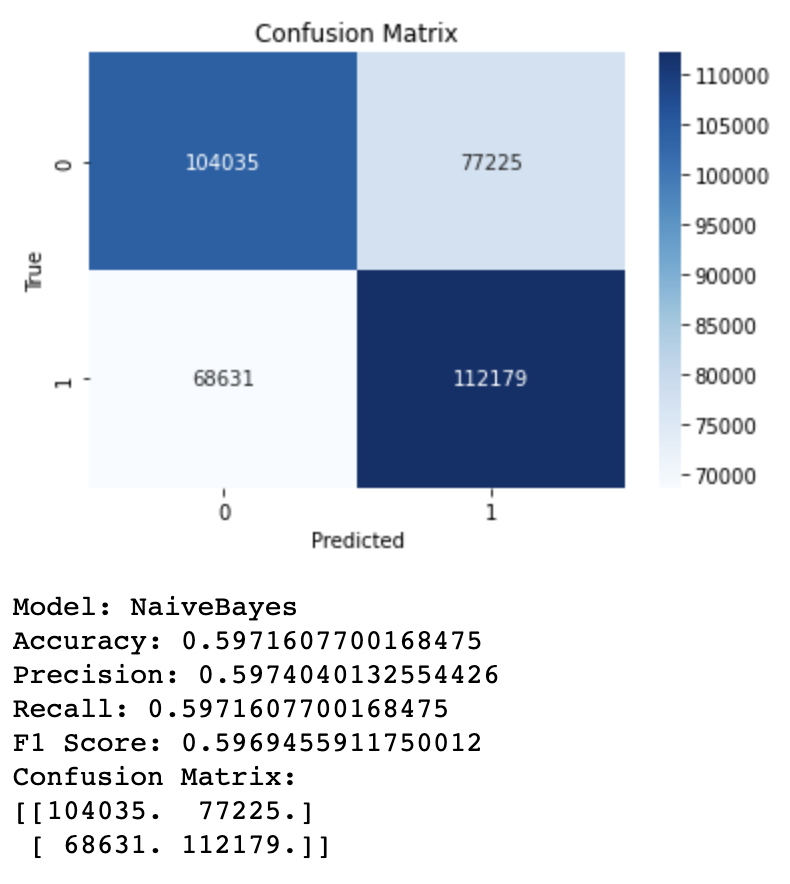 Confusion Matrix
0
104035
77225
110000
105000
100000
95000
90000
85000
80000
75000
70000
True
1
68631
112179
0
1
Predicted
Model: NaiveBayes
Accuracy: 0.5971607700168475
Precision: 0.5974040132554426
Recall: 0.5971607700168475
F1 Score: 0.5969455911750012
Confusion Matrix:
[[104035.  77225.]
 [ 68631. 112179.]]